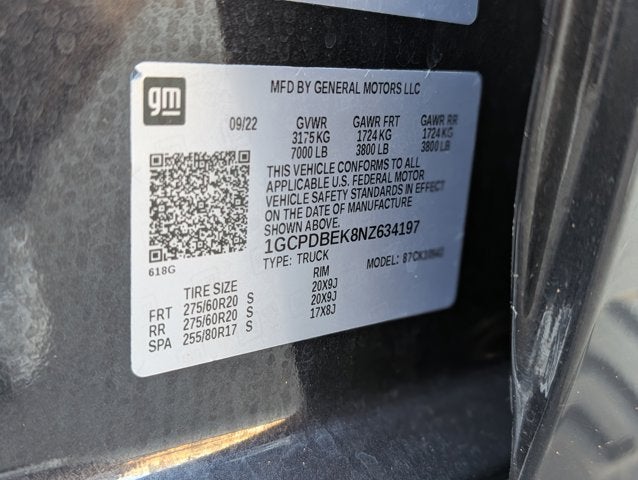 gm
MFD BY GENERAL MOTORS LLC
09/22 GVWR GAWR FRT GAWR RR
3175 KG 1724 KG 1724 KG
7000 LB 3800 LB 3800 LB
THIS VEHICLE CONFORMS TO ALL
APPLICABLE U.S. FEDERAL MOTOR
VEHICLE SAFETY STANDARDS IN EFFECT
ON THE DATE OF MANUFACTURE
SHOWN ABOVE.
1GCPDBEK8NZ634197
618G TYPE: TRUCK MODEL:
TIRE SIZE RIM
FRT 275/60R20 S 20X9J
RR 275/60R20 S 20X9J
SPA 255/80R17 S 17X8J